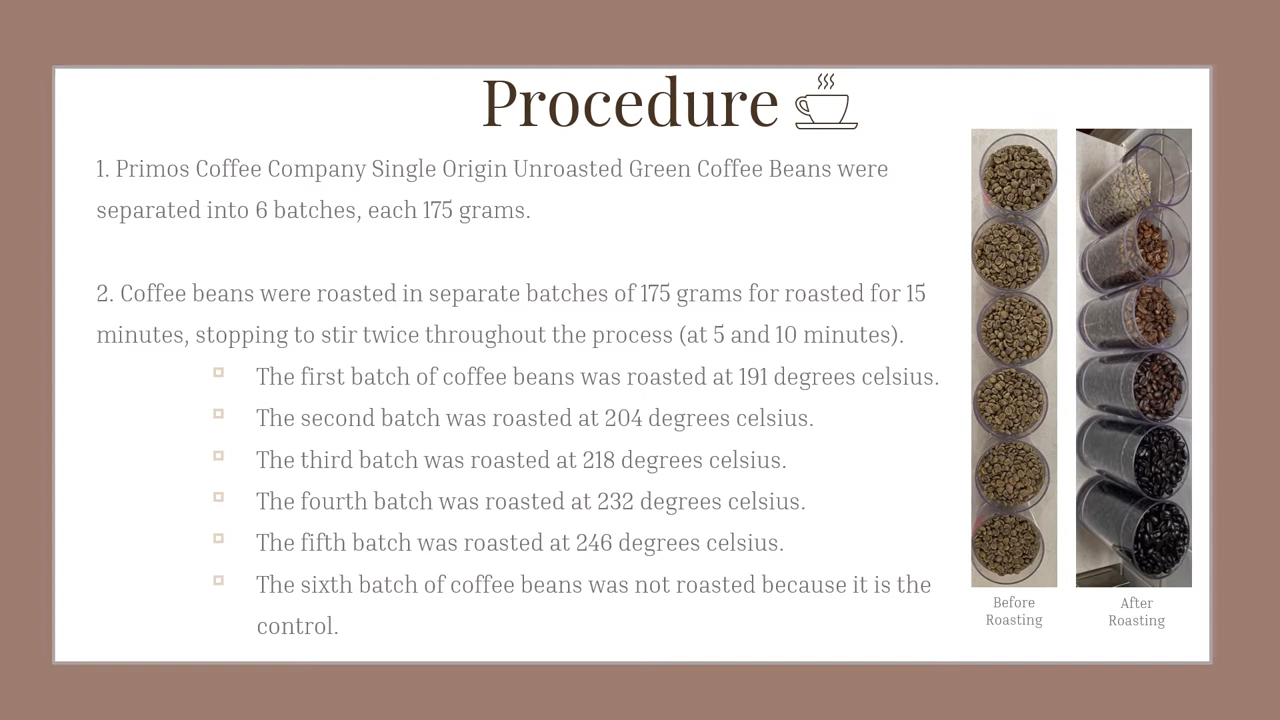 Procedure
1. Primos Coffee Company Single Origin Unroasted Green Coffee Beans were
separated into 6 batches, each 175 grams.
2. Coffee beans were roasted in separate batches of 175 grams for roasted for 15
minutes, stopping to stir twice throughout the process (at 5 and 10 minutes).
The first batch of coffee beans was roasted at 191 degrees celsius.
The second batch was roasted at 204 degrees celsius.
The third batch was roasted at 218 degrees celsius.
The fourth batch was roasted at 232 degrees celsius.
The fifth batch was roasted at 246 degrees celsius.
The sixth batch of coffee beans was not roasted because it is the
control.
Before
Roasting
After
Roasting